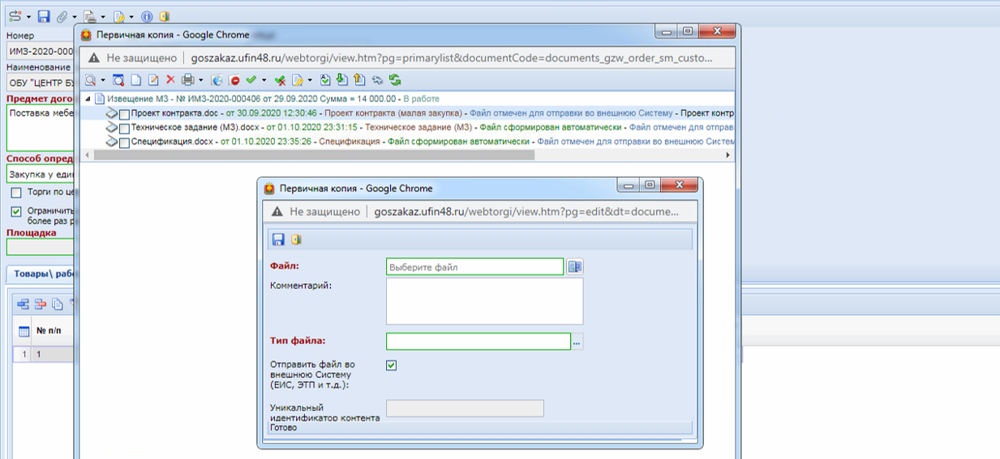 Номер
ИМЗ-2020-000
Наименование
ОБУ "ЦЕНТР БУ
Предмет дого
Поставка мебе
Способ опред
Закупка у еди
Торги по це
Ограничить
более раз р
Площадка
Товары\ рабо
№ п/п
1 1
Первичная копия - Google Chrome
Не защищено goszakaz.ufin48.ru/webtorgi/view.htm?pg=primarylist&documentCode=documents_gzw_order_sm_custo...
Извещение МЗ - № ИМЗ-2020-000406 от 29.09.2020 Сумма = 14 000.00 - В работе
Проект контракта.doc - от 30.09.2020 12:30:46 - Проект контракта (малая закупка) - Файл отмечен для отправки во внешнюю Систему - Проект контр
Техническое задание (МЗ).docx - от 01.10.2020 23:31:15 - Техническое задание (МЗ) - Файл сформирован автоматически - Файл отмечен для отправ
Спецификация.docx - от 01.10.2020 23:35:26 - Спецификация - Файл сформирован автоматически - Файл отмечен для отправки во внешнюю Систем
Первичная копия - Google Chrome
Не защищено goszakaz.ufin48.ru/webtorgi/view.htm?pg=edit&dt=docume...
Файл:
Выберите файл
Комментарий:
Тип файла:
...
Отправить файл во
внешнюю Систему
(ЕИС, ЭТП и т.д.):
Уникальный
идентификатор контента
Готово